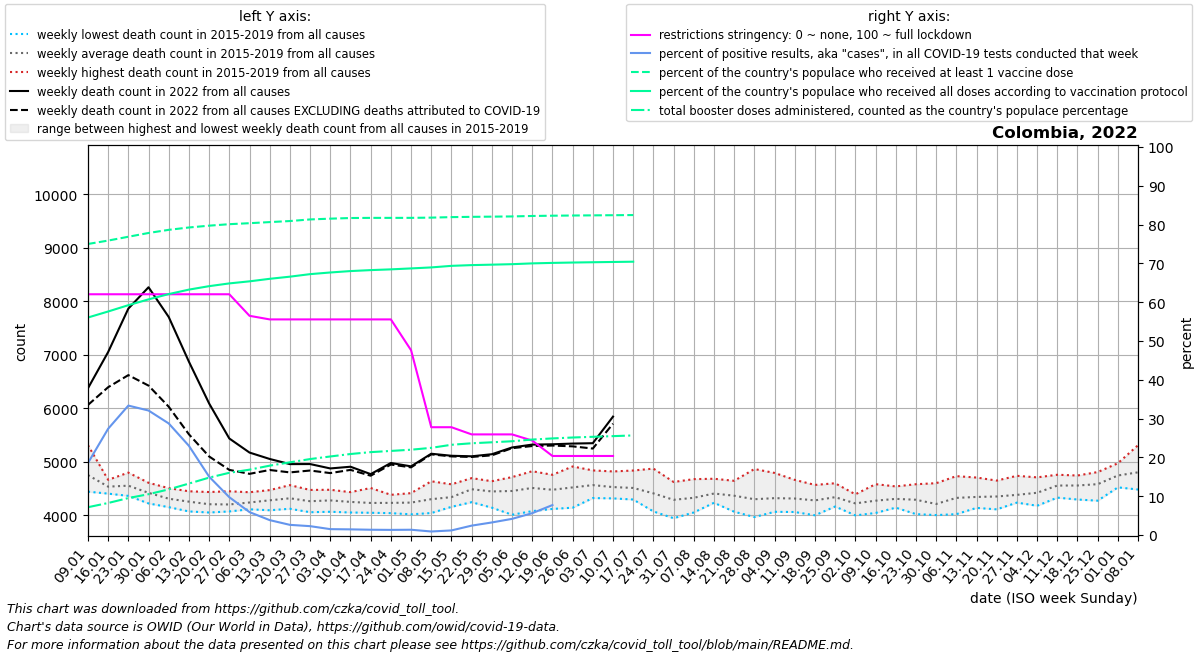 left Y axis:
weekly lowest death count in 2015-2019 from all causes
weekly average death count in 2015-2019 from all causes
weekly highest death count in 2015-2019 from all causes
weekly death count in 2022 from all causes
weekly death count in 2022 from all causes EXCLUDING deaths attributed to COVID-19
range between highest and lowest weekly death count from all causes in 2015-2019
right Y axis:
restrictions stringency: 0 ~ none, 100 ~ full lockdown
percent of positive results, aka "cases", in all COVID-19 tests conducted that week
percent of the country's populace who received at least 1 vaccine dose
percent of the country's populace who received all doses according to vaccination protocol
total booster doses administered, counted as the country's populace percentage
Colombia, 2022
10000
9000
8000
7000
6000
5000
4000
count
100
90
80
70
60
50
40
30
20
10
0
percent
09.01 16.01 23.01 30.01 06.02 13.02 20.02 27.02 06.03 13.03 20.03 27.03 03.04 10.04 17.04 24.04 01.05 08.05 15.05 22.05 29.05 05.06 12.06 19.06 26.06 03.07 10.07 17.07 24.07 31.07 07.08 14.08 21.08 28.08 04.09 11.09 18.09 25.09 02.10 09.10 16.10 23.10 30.10 06.11 13.11 20.11 27.11 04.12 11.12 18.12 25.12 01.01 08.01
date (ISO week Sunday)
This chart was downloaded from https://github.com/czka/covid_toll_tool.
Chart's data source is OWID (Our World in Data), https://github.com/owid/covid-19-data.
For more information about the data presented on this chart please see https://github.com/czka/covid_toll_tool/blob/main/README.md.